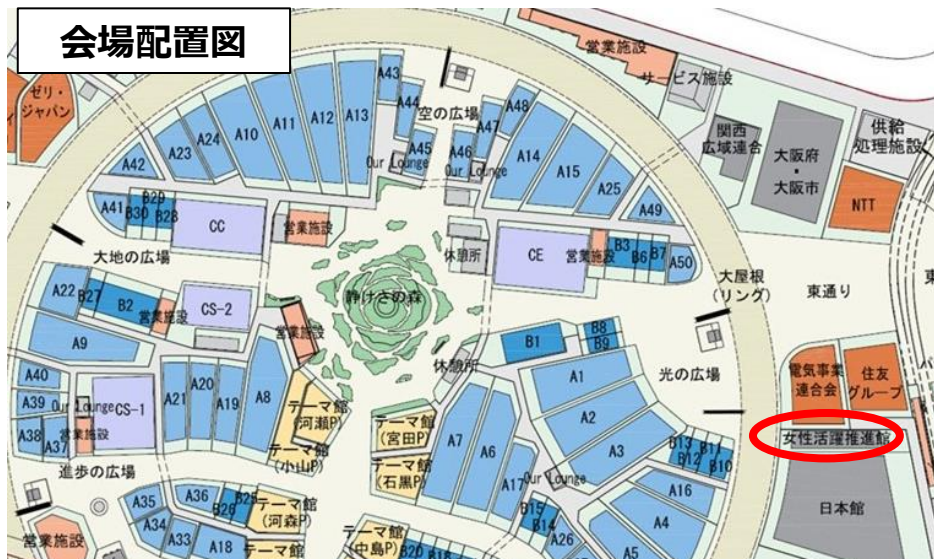 会場配置図
営業施設
サービス施設
ゼリ・
ジャパン
A43
A44
空の広場
A48
A47
A45
A46
Our Lounge
Our Lounge
A42
A23
A24
A10
A11
A12
A13
A14
A15
A25
A49
関西
広域連合
大阪府
・
大阪市
供給
処理施設
NTT
A41
B30
B29
B28
CC
営業施設
休憩所
CE
営業施設
B3
B6
B7
A50
大地の広場
大屋根
(リング)
東通り
東
A22
B27
B2
営業施設
CS-2
静けさの森
営業施設
A9
休憩所
B1
B8
B9
光の広場
A40
A39
A38
A37
Our Lounge
営業施設
CS-1
A21
A20
A19
A8
テーマ館
(河瀬P)
テーマ館
(小山P)
テーマ館
(宮田P)
テーマ館
(石黒P)
A7
A6
A17
Our Lounge
A1
A2
A3
B13
B12
B11
B10
電気事業
連合会
住友
グループ
女性活躍推進館
日本館
進歩の広場
A35
A36
A34
A33
A18
B25
B26
テーマ館
(河森P)
テーマ館
テーマ館
(中島P)
B20
B18
B15
B14
A26
A16
A4
A5
営業施設